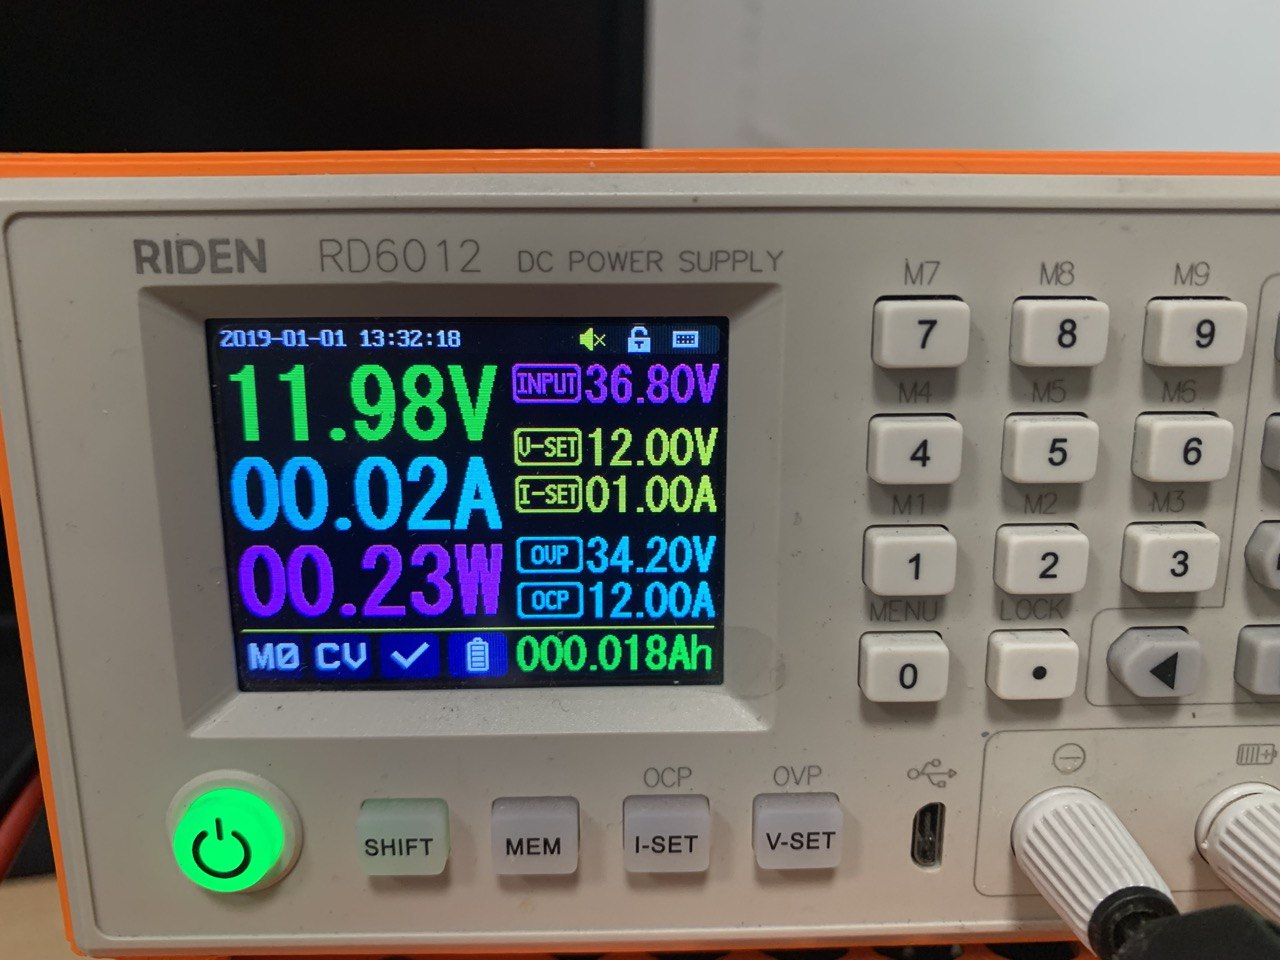 RIDEN RD6012 DC POWER SUPPLY
2019-01-01 13:32:18
11.98V
00.02A
00.23W
INPUT 36.80V
V-SET 12.00V
I-SET 01.00A
OVP 34.20V
OCP 12.00A
M0 CV 000.018Ah
M7 M8 M9
7 8 9
M4 M5 M6
4 5 6
M1 M2 M3
1 2 3
MENU LOCK
0 .
OCP OVP
SHIFT MEM I-SET V-SET